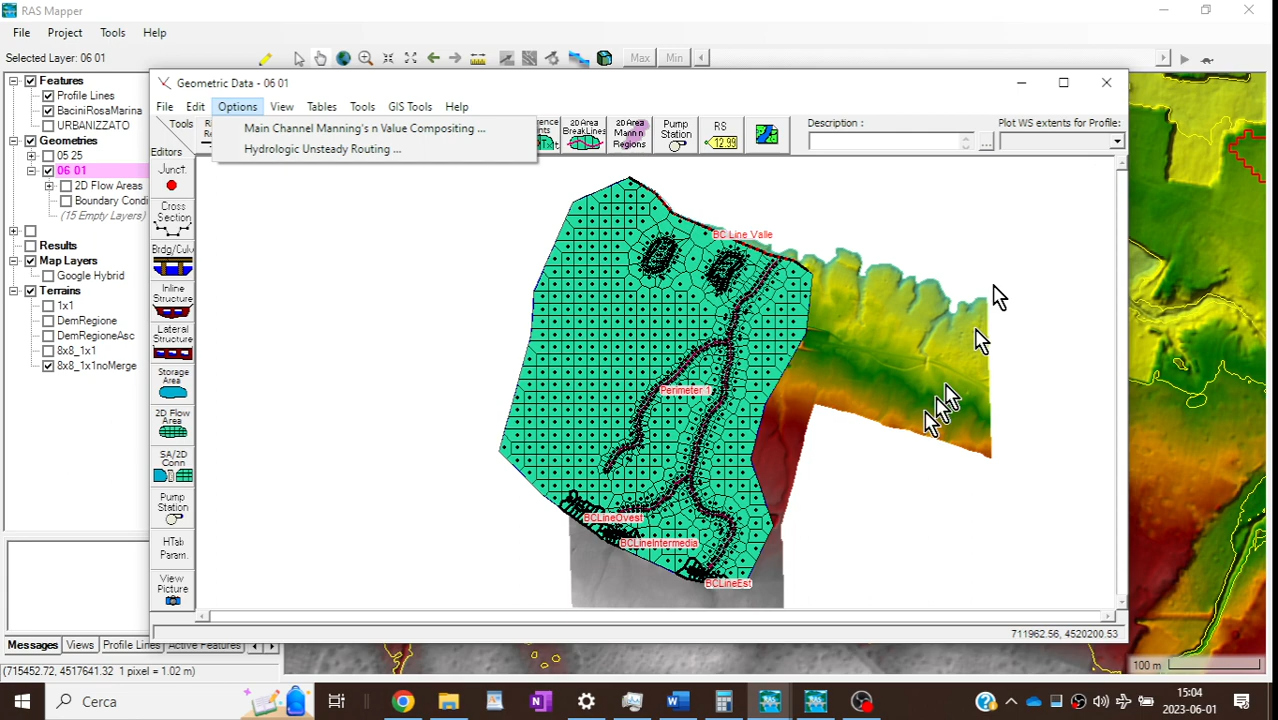 RAS Mapper
File Project Tools Help
Selected Layer: 06 01
Max Min
Features
Profile Lines
BaciniRosaMarina
URBANIZZATO
Geometries
05 25
06 01
2D Flow Areas
Boundary Condi
(15 Empty Layers)
Results
Map Layers
Google Hybrid
Terrains
1x1
DemRegione
DemRegioneAsc
8x8_1x1
8x8_1x1noMerge
Messages Views Profile Lines Active Features
(715452.72, 4517641.32 1 pixel = 1.02 m)
Geometric Data - 06 01
File Edit Options View Tables Tools GIS Tools Help
Main Channel Manning's n Value Compositing ...
Hydrologic Unsteady Routing ...
Tools
Editors
Junct.
Cross
Section
Brdg/Culv
Inline
Structure
Lateral
Structure
Storage
Area
2D Flow
Area
SA/2D
Conn
Pump
Station
HTab
Param.
View
Picture
2D Area
BreakLines
2D Area
Mann n
Regions
Pump
Station
RS
12.99
Description :
...
Plot WS extents for Profile:
BC Line Valle
Perimeter 1
BCLineOvest
BCLineIntermedia
BCLineEst
711962.56, 4520200.53
100 m
Cerca
15:04
2023-06-01